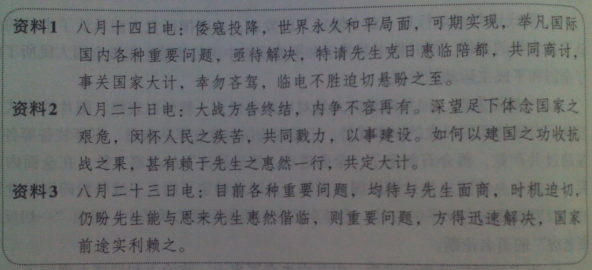 资料1 八月十四日电：倭寇投降，世界永久和平局面，可期实现，举凡国际
国内各种重要问题，亟待解决，特请先生克日惠临陪都，共同商讨，
事关国家大计，幸勿吝驾，临电不胜迫切悬盼之至。
资料2 八月二十日电：大战方告终结，内争不容再有。深望足下体念国家之
艰危，闵怀人民之疾苦，共同戮力，以事建设。如何以建国之功收抗
战之果，甚有赖于先生之惠然一行，共定大计。
资料3 八月二十三日电：目前各种重要问题，均待与先生面商，时机迫切，
仍盼先生能与恩来先生惠然偕临，则重要问题，方得迅速解决，国家
前途实利赖之。